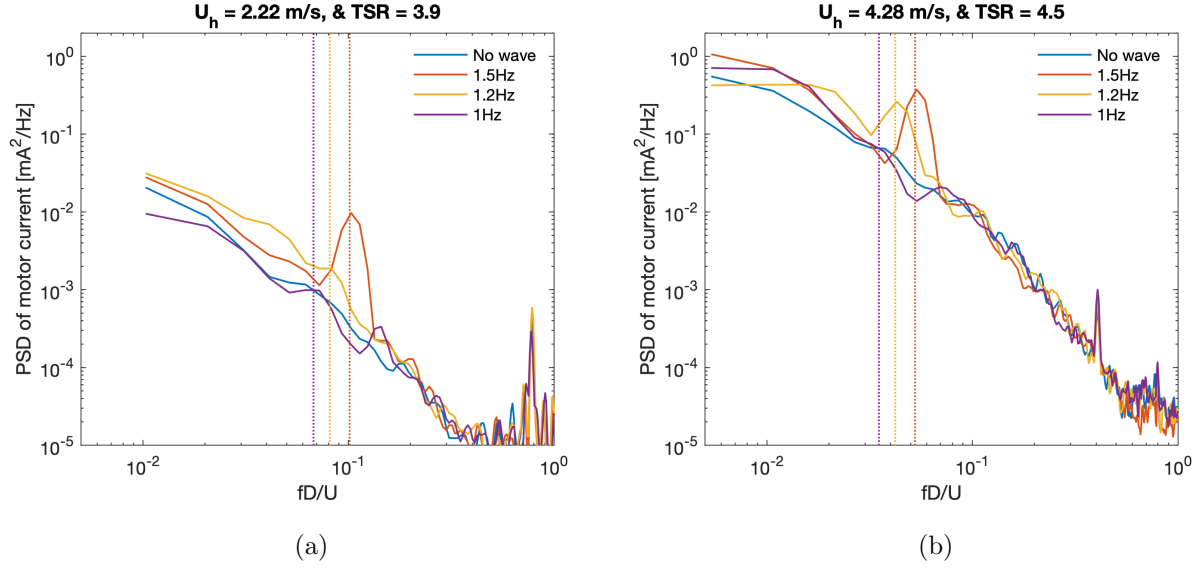 U_h = 2.22 m/s, & TSR = 3.9
10^0
10^-1
10^-2
10^-3
10^-4
10^-5
PSD of motor current [mA^2/Hz]
No wave
1.5Hz
1.2Hz
1Hz
10^-2
10^-1
10^0
fD/U
(a)
U_h = 4.28 m/s, & TSR = 4.5
10^0
10^-1
10^-2
10^-3
10^-4
10^-5
PSD of motor current [mA^2/Hz]
No wave
1.5Hz
1.2Hz
1Hz
10^-2
10^-1
10^0
fD/U
(b)